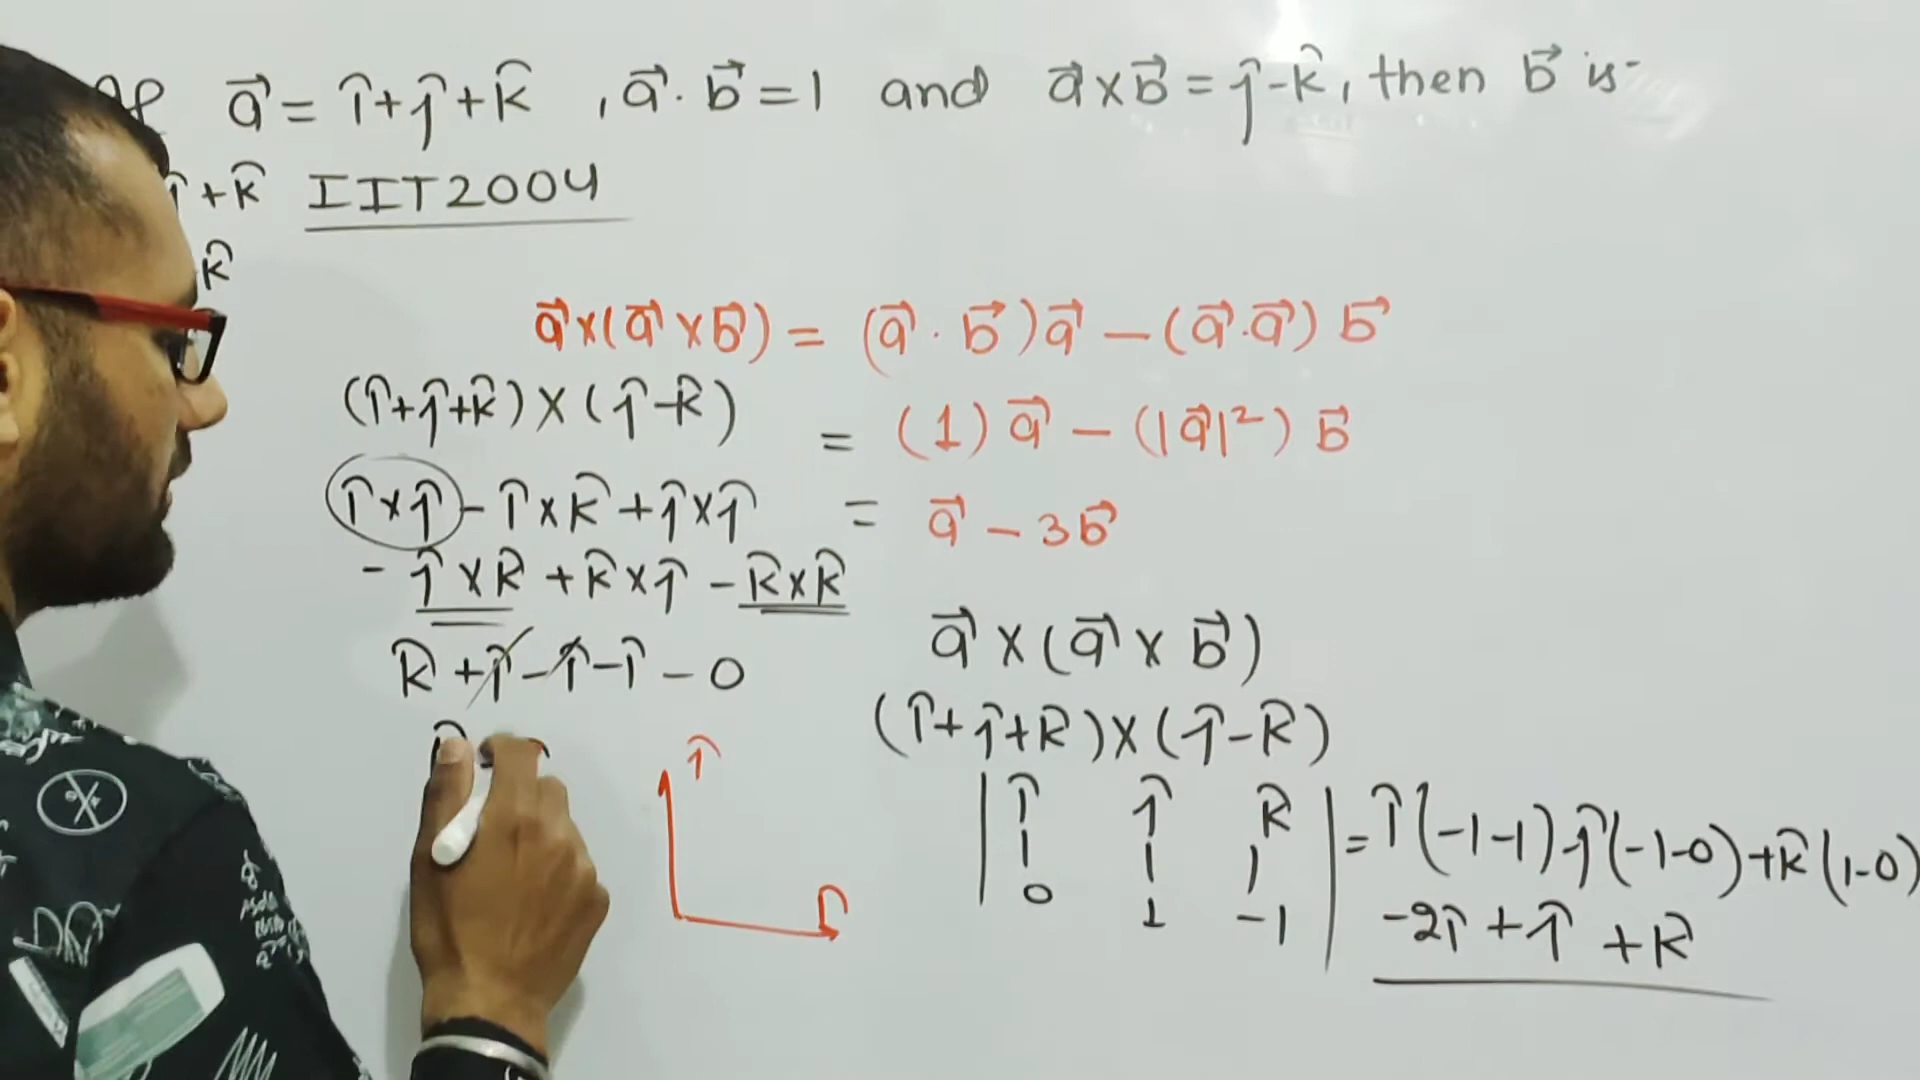 If a⃗ = î+ĵ+k̂ , a⃗ . b⃗ = 1 and a⃗ x b⃗ = ĵ-k̂, then b⃗ is-
+k̂ IIT2004
k̂
a⃗x(a⃗ x b⃗) = (a⃗ . b⃗)a⃗ - (a⃗.a⃗) b⃗
(î+ĵ+k̂) X (ĵ-k̂)
= (1) a⃗ - (|a⃗|²) b⃗
î x ĵ - î x k̂ + ĵ x ĵ
= a⃗ - 3b⃗
- ĵ x k̂ + k̂ x ĵ - k̂ x k̂
a⃗ x (a⃗ x b⃗)
k̂ + ĵ - î - î - 0
(î+ĵ+k̂) X (ĵ-k̂)
ĵ
î
| î ĵ k̂ | = î(-1-1) - ĵ(-1-0) + k̂(1-0)
1 1 1
0 1 -1
-2î + ĵ + k̂